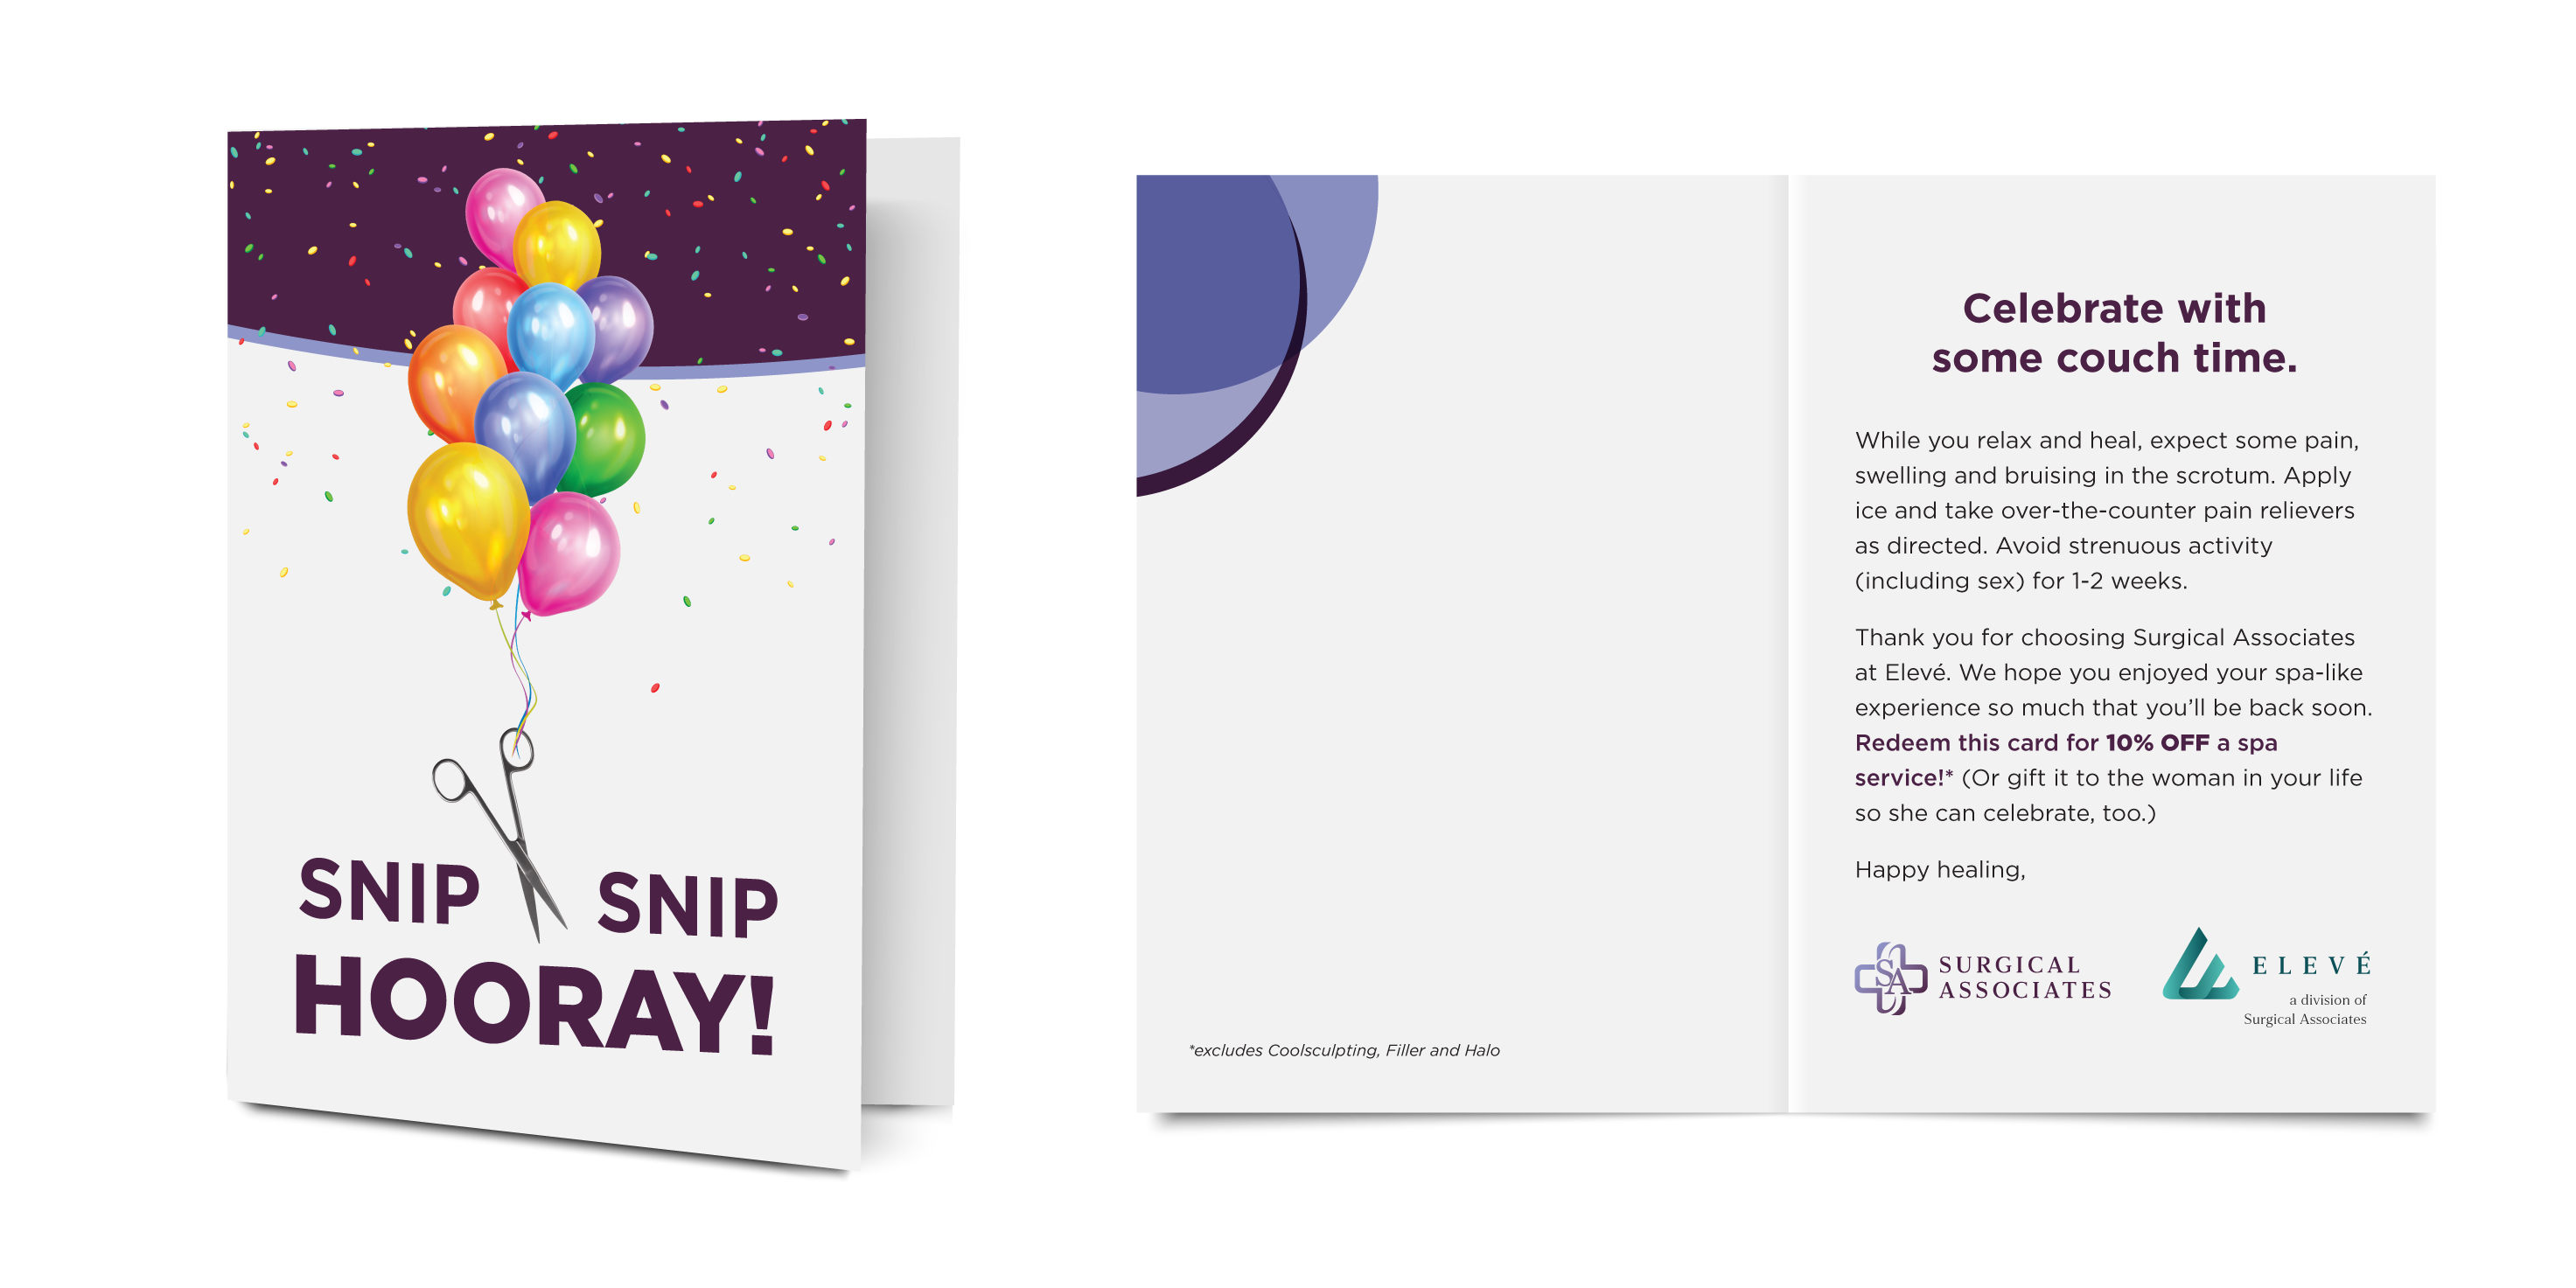 SNIP SNIP
HOORAY!
Celebrate with
some couch time.
While you relax and heal, expect some pain,
swelling and bruising in the scrotum. Apply
ice and take over-the-counter pain relievers
as directed. Avoid strenuous activity
(including sex) for 1-2 weeks.
Thank you for choosing Surgical Associates
at Elevé. We hope you enjoyed your spa-like
experience so much that you’ll be back soon.
Redeem this card for 10% OFF a spa
service!* (Or gift it to the woman in your life
so she can celebrate, too.)
Happy healing,
SA
SURGICAL
ASSOCIATES
ELEVÉ
a division of
Surgical Associates
*excludes Coolsculpting, Filler and Halo